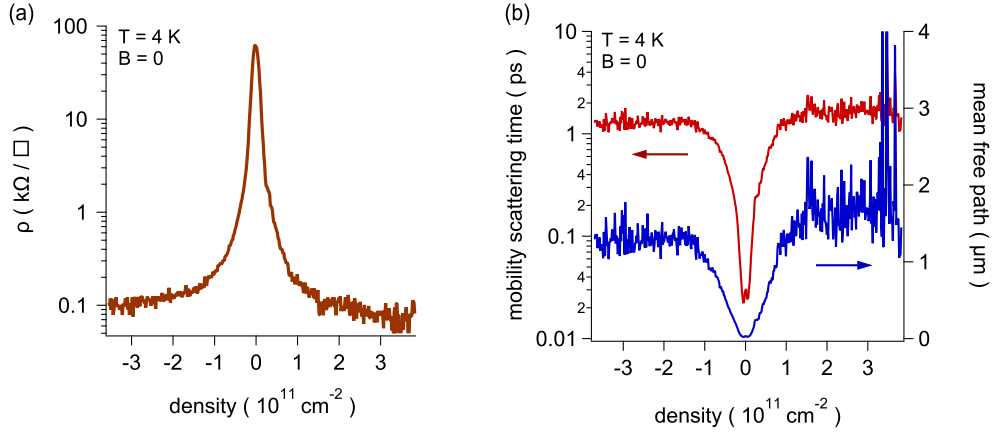 (a)
T = 4 K
B = 0
100
10
1
0.1
ρ ( kΩ / □ )
-3 -2 -1 0 1 2 3
density ( 10¹¹ cm⁻² )
(b)
T = 4 K
B = 0
10
4
2
1
4
2
0.1
4
2
0.01
mobility scattering time ( ps )
4
3
2
1
0
mean free path ( μm )
-3 -2 -1 0 1 2 3
density ( 10¹¹ cm⁻² )